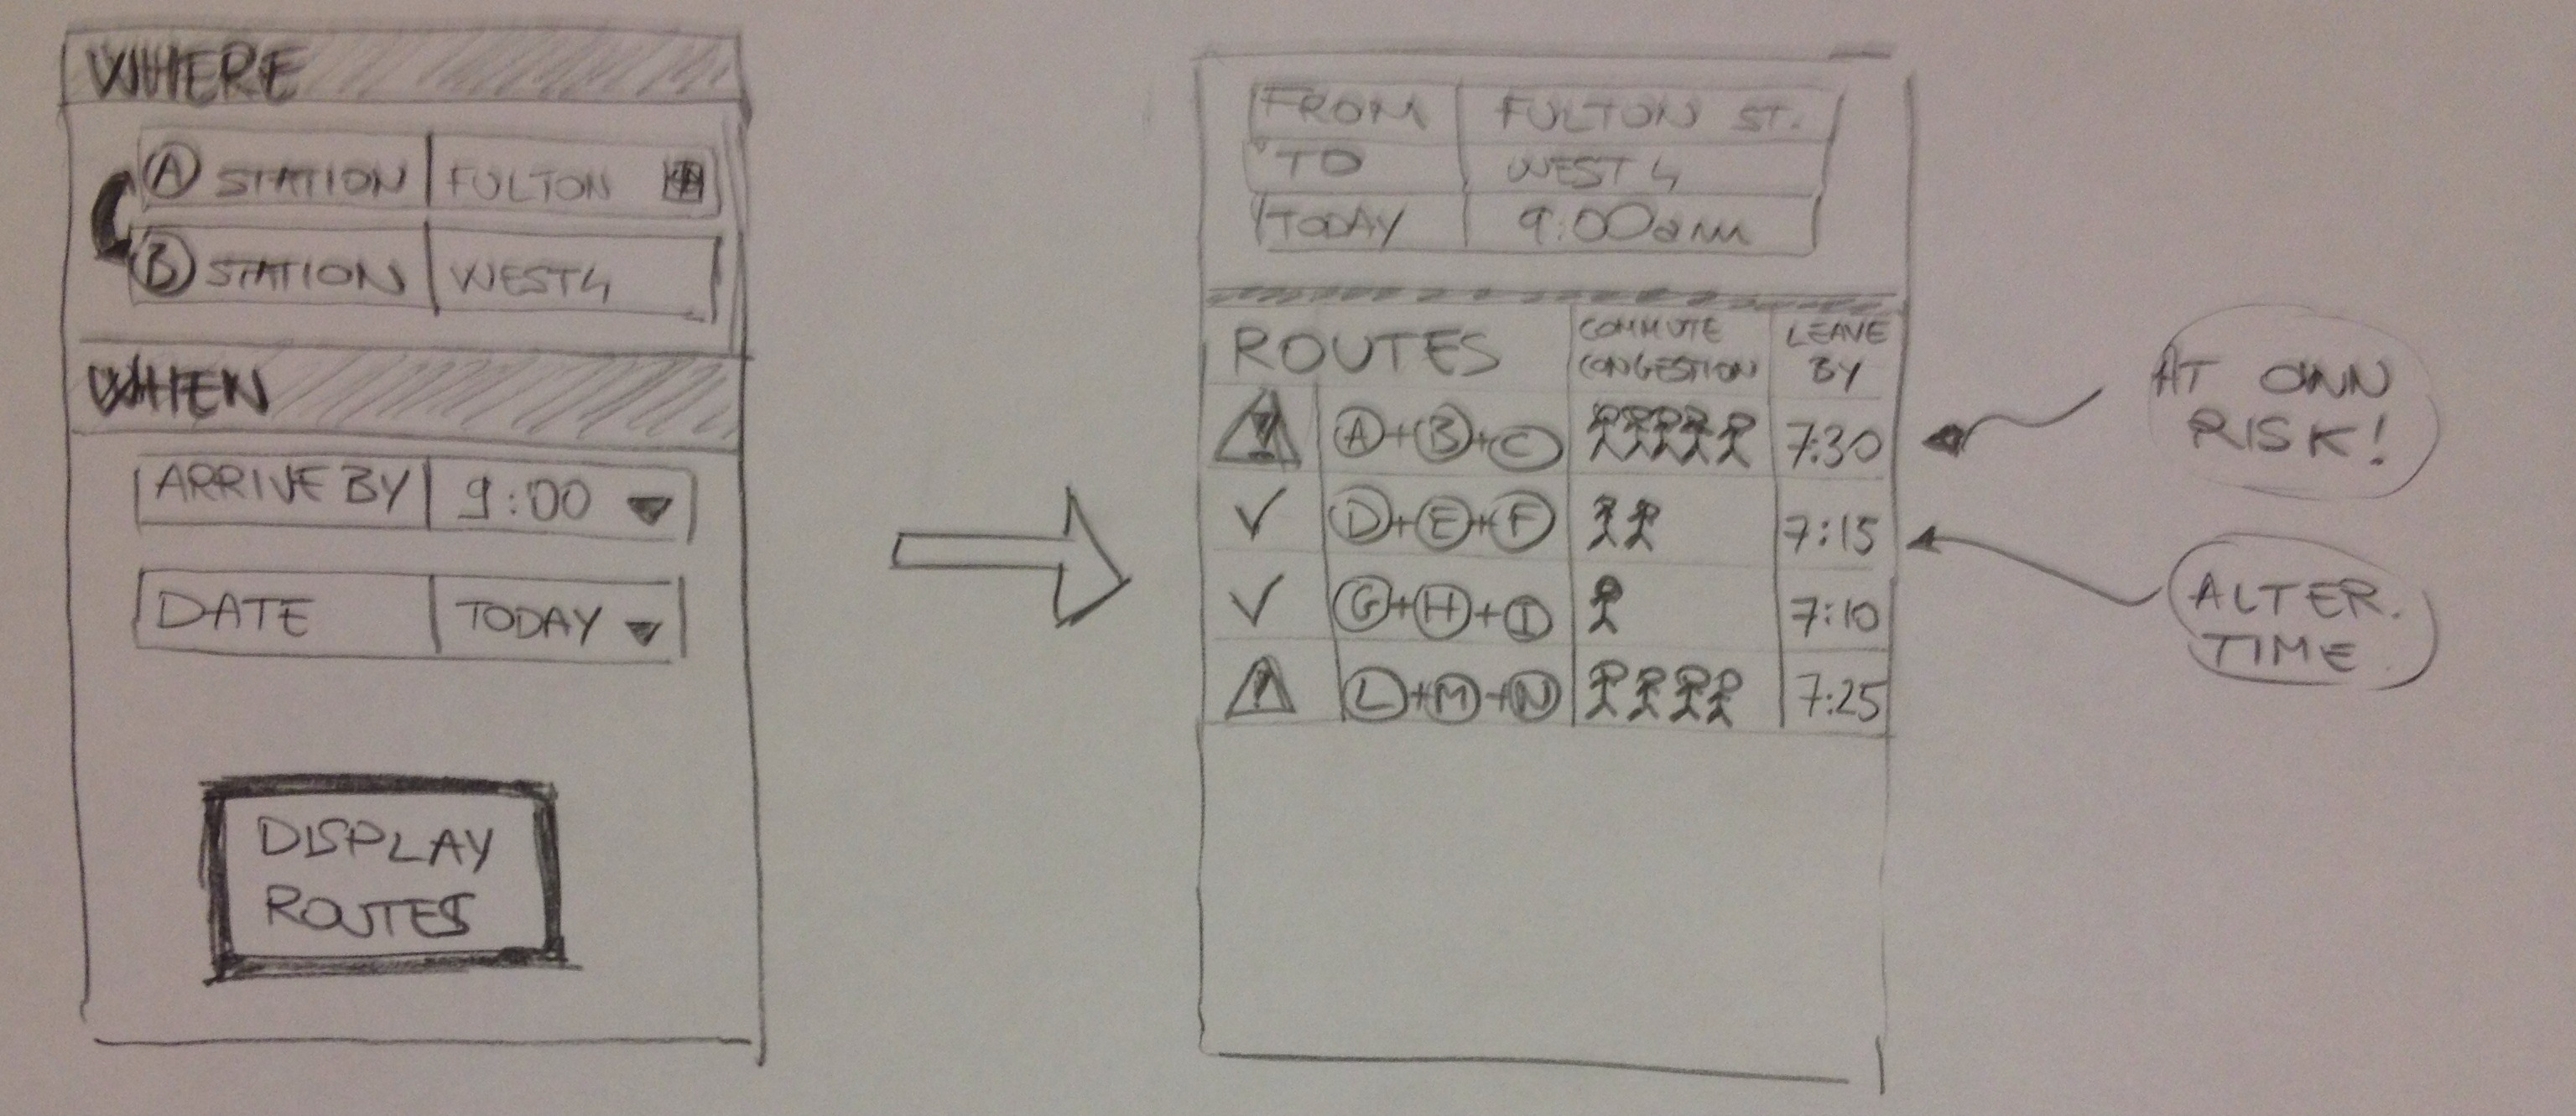 WHERE
A STATION FULTON
B STATION WEST4
WHEN
ARRIVE BY 9:00
DATE TODAY
DISPLAY
ROUTES
FROM FULTON ST.
TO WEST 4
TODAY 9:00am
ROUTES COMMUTE CONGESTION LEAVE BY
! A+B+C 7:30
D+E+F 7:15
G+H+I 7:10
! L+M+N 7:25
AT OWN
RISK!
ALTER.
TIME